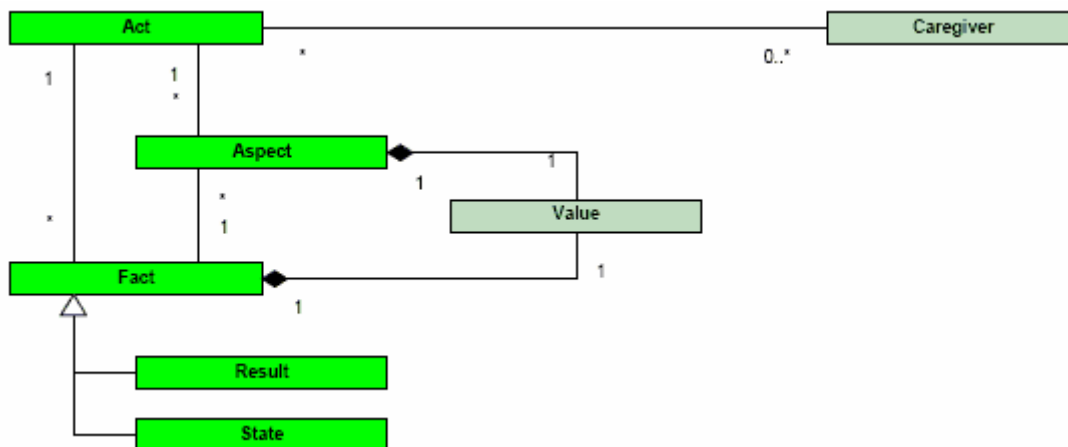 Act
Caregiver
* 0..*
1 1
*
Aspect
1
1
*
Value
* 1
Fact
1
1
Result
State